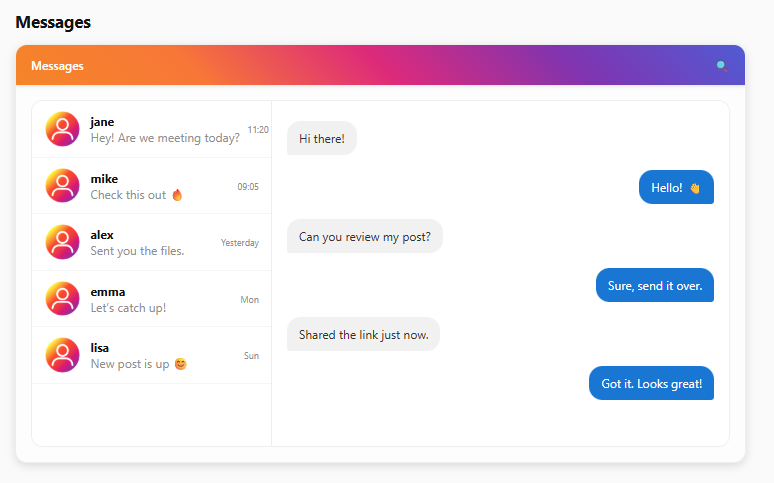 Messages
Messages
jane
Hey! Are we meeting today? 11:20
mike
Check this out 🔥 09:05
alex
Sent you the files. Yesterday
emma
Let's catch up! Mon
lisa
New post is up 😊 Sun
Hi there!
Hello! 👋
Can you review my post?
Sure, send it over.
Shared the link just now.
Got it. Looks great!